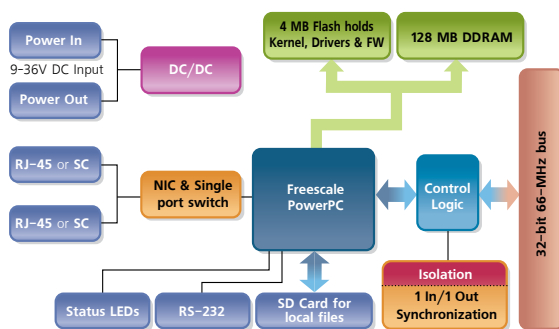 Power In
9-36V DC Input
Power Out
DC/DC
4 MB Flash holds
Kernel, Drivers & FW
128 MB DDRAM
RJ-45 or SC
RJ-45 or SC
NIC & Single
port switch
Freescale
PowerPC
Control
Logic
32-bit 66-MHz bus
Isolation
1 In/1 Out
Synchronization
Status LEDs
RS-232
SD Card for
local files